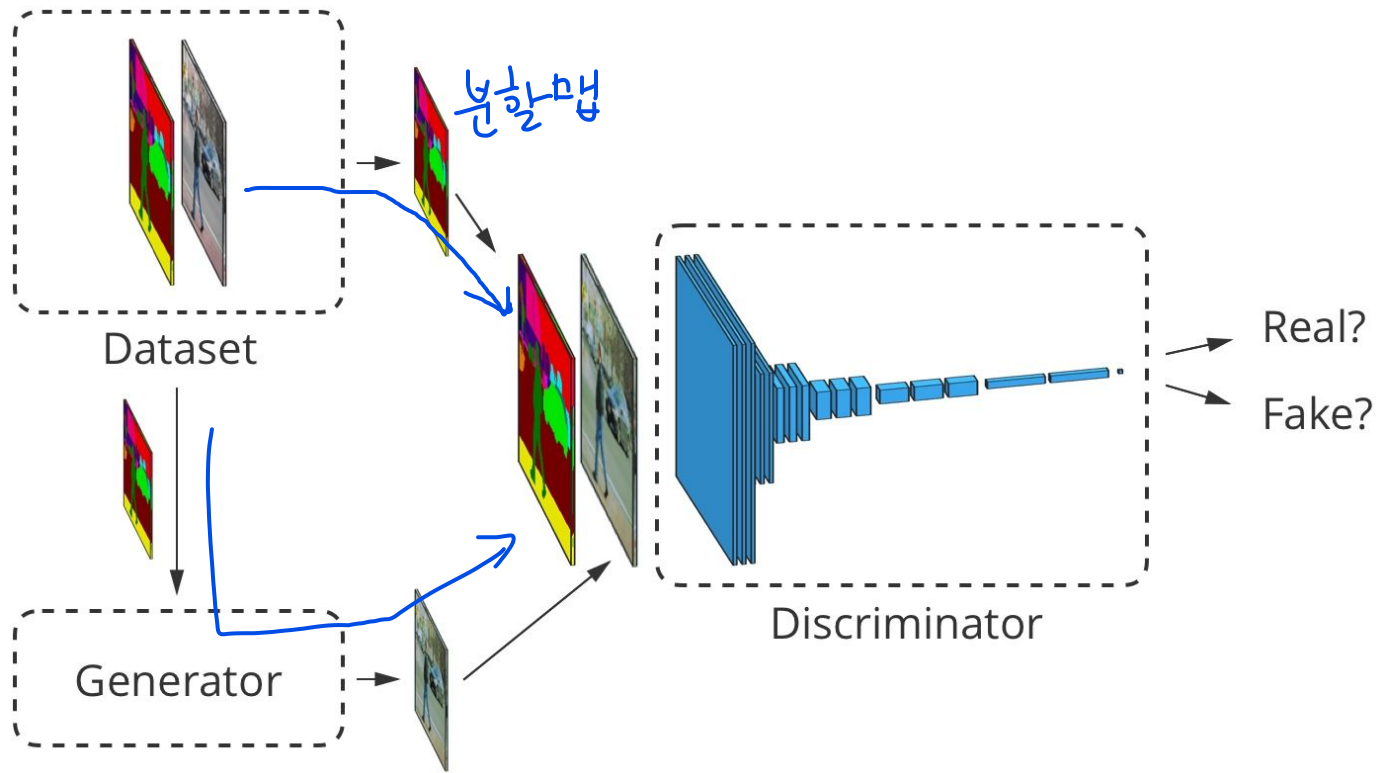 분할맵
Dataset
Real?
Fake?
Discriminator
Generator